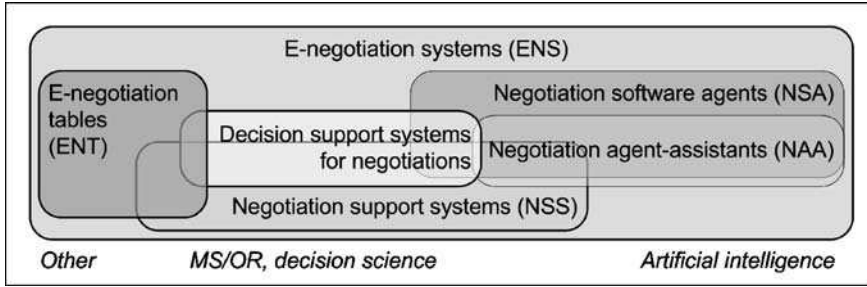 E-negotiation systems (ENS)
E-negotiation
tables
(ENT)
Negotiation software agents (NSA)
Decision support systems
for negotiations
Negotiation agent-assistants (NAA)
Negotiation support systems (NSS)
Other
MS/OR, decision science
Artificial intelligence